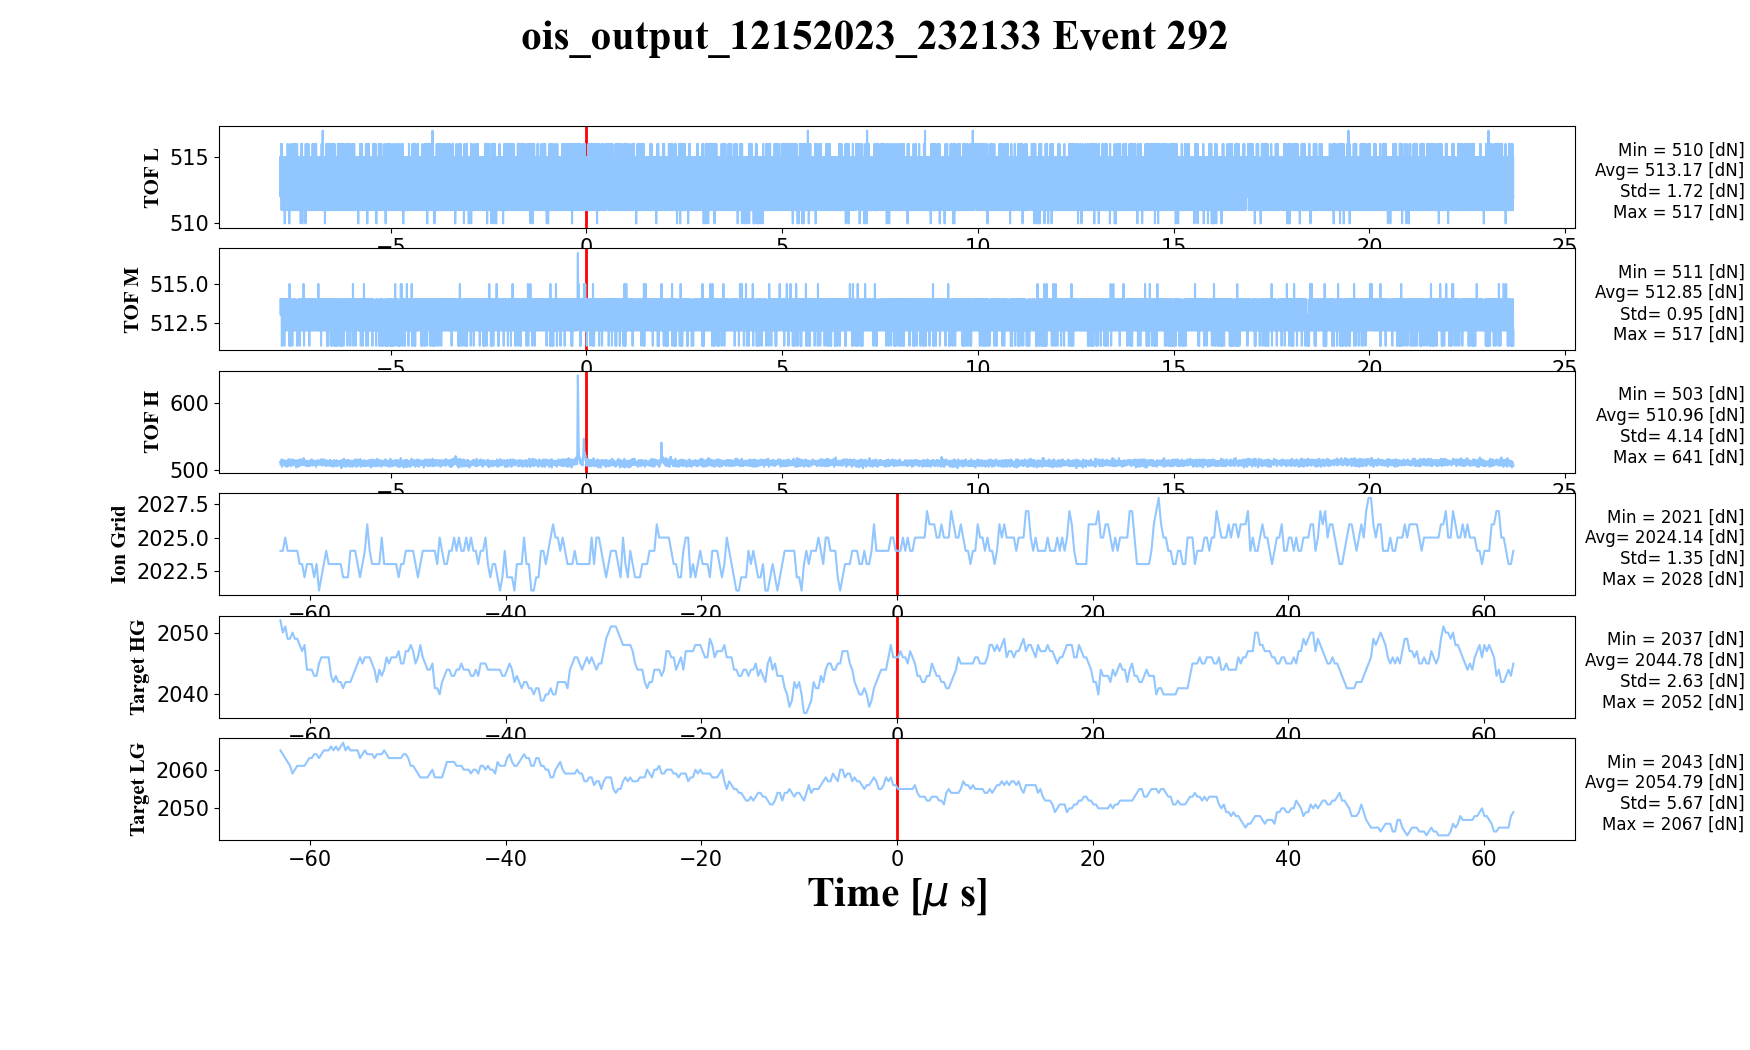 ois_output_12152023_232133 Event 292
TOF L
515
510
−5
0
5
10
15
20
25
Min = 510 [dN]
Avg= 513.17 [dN]
Std= 1.72 [dN]
Max = 517 [dN]
TOF M
515.0
512.5
−5
0
5
10
15
20
25
Min = 511 [dN]
Avg= 512.85 [dN]
Std= 0.95 [dN]
Max = 517 [dN]
TOF H
600
500
−5
0
5
10
15
20
25
Min = 503 [dN]
Avg= 510.96 [dN]
Std= 4.14 [dN]
Max = 641 [dN]
Ion Grid
2027.5
2025.0
2022.5
−60
−40
−20
0
20
40
60
Min = 2021 [dN]
Avg= 2024.14 [dN]
Std= 1.35 [dN]
Max = 2028 [dN]
Target HG
2050
2040
−60
−40
−20
0
20
40
60
Min = 2037 [dN]
Avg= 2044.78 [dN]
Std= 2.63 [dN]
Max = 2052 [dN]
Target LG
2060
2050
−60
−40
−20
0
20
40
60
Min = 2043 [dN]
Avg= 2054.79 [dN]
Std= 5.67 [dN]
Max = 2067 [dN]
Time [μ s]